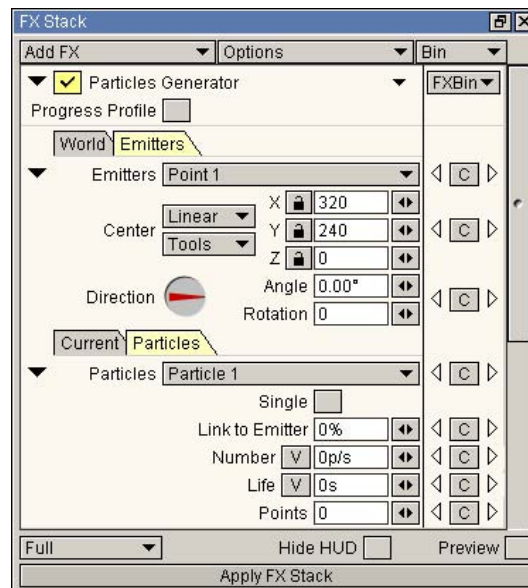 FX Stack
Add FX Options Bin
Particles Generator FXBin
Progress Profile
World Emitters
Emitters Point 1 C
X 320
Center Linear Y 240 C
Tools Z 0
Direction Angle 0.00° C
Rotation 0
Current Particles
Particles Particle 1 C
Single
Link to Emitter 0% C
Number V 0p/s C
Life V 0s C
Points 0 C
Full Hide HUD Preview
Apply FX Stack